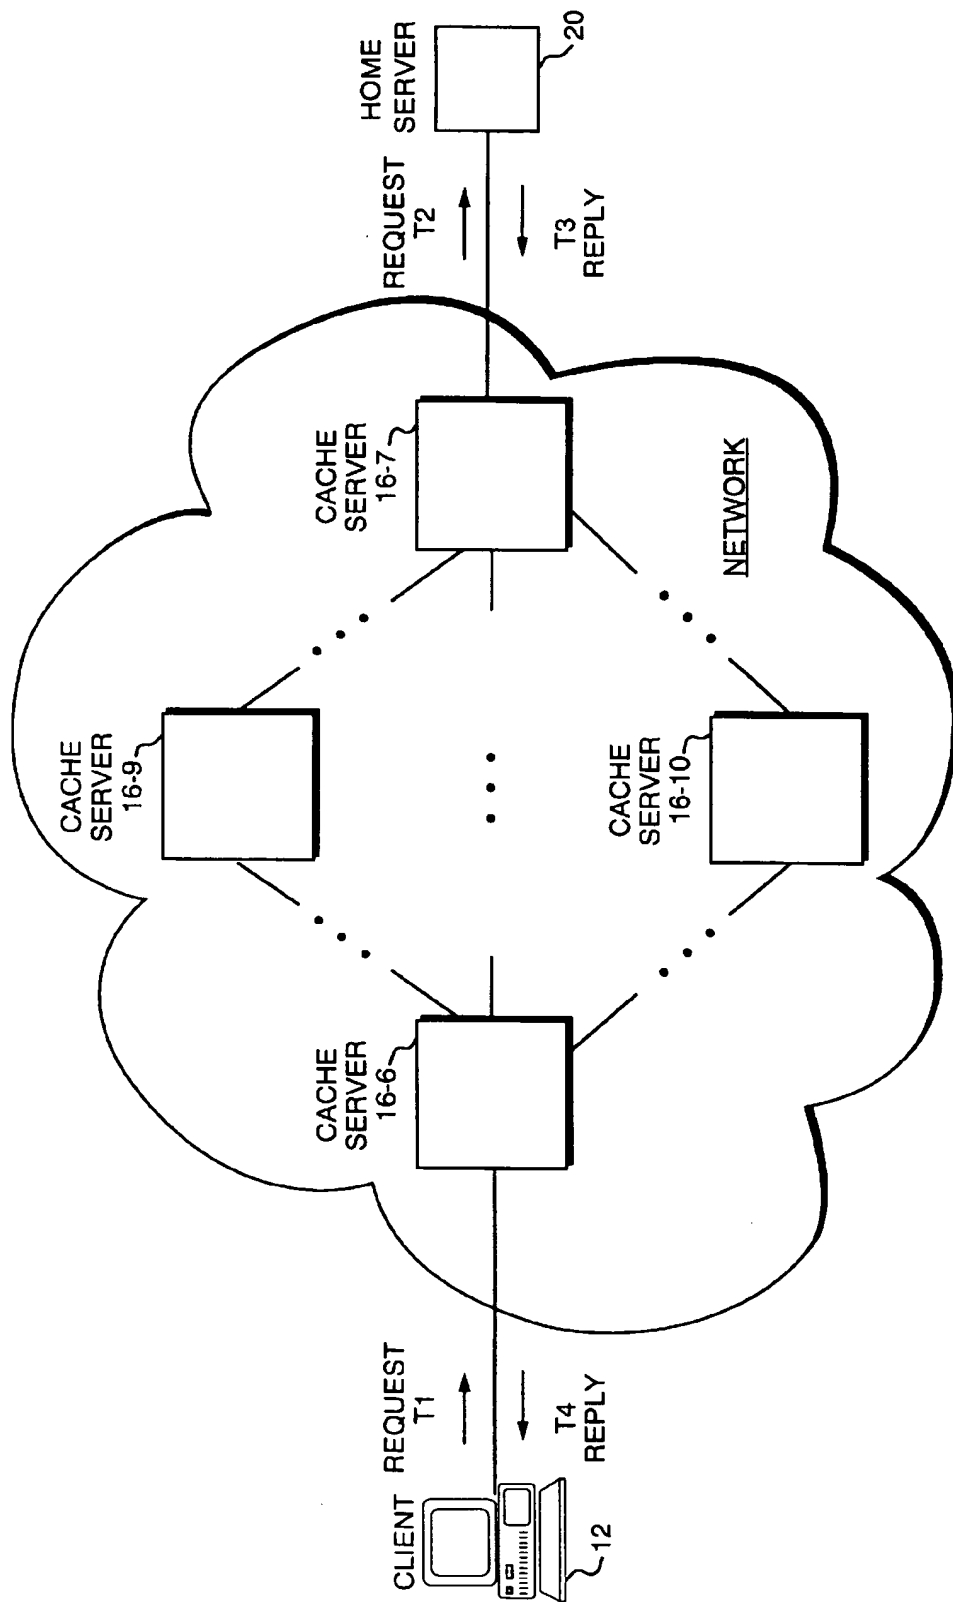 CLIENT
12
REQUEST
T1
T4
REPLY
CACHE
SERVER
16-6
CACHE
SERVER
16-9
CACHE
SERVER
16-10
CACHE
SERVER
16-7
NETWORK
REQUEST
T2
T3
REPLY
HOME
SERVER
20